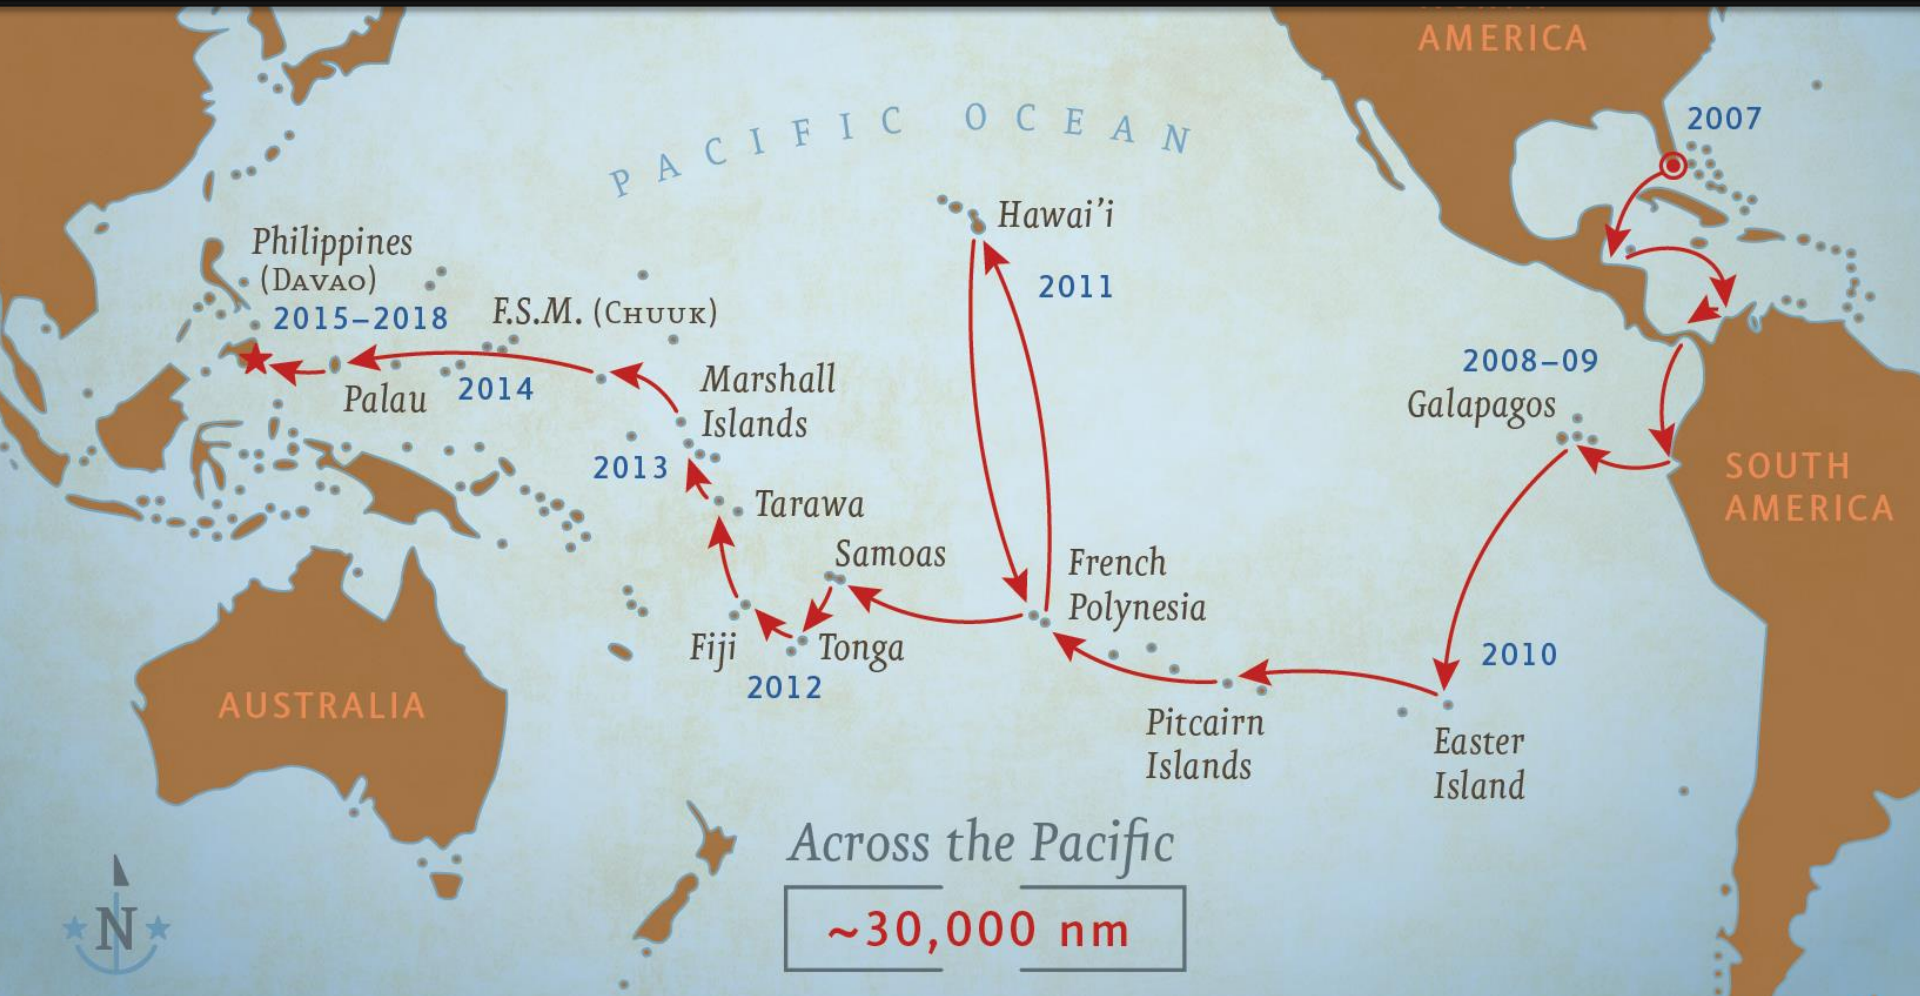 AMERICA
2007
PACIFIC OCEAN
Hawai'i
2011
Philippines
(Davao)
2015–2018
F.S.M. (Chuuk)
Palau
2014
Marshall
Islands
2013
Tarawa
Samoas
Fiji
Tonga
2012
French
Polynesia
2008–09
Galapagos
SOUTH
AMERICA
2010
Pitcairn
Islands
Easter
Island
AUSTRALIA
Across the Pacific
~30,000 nm
N